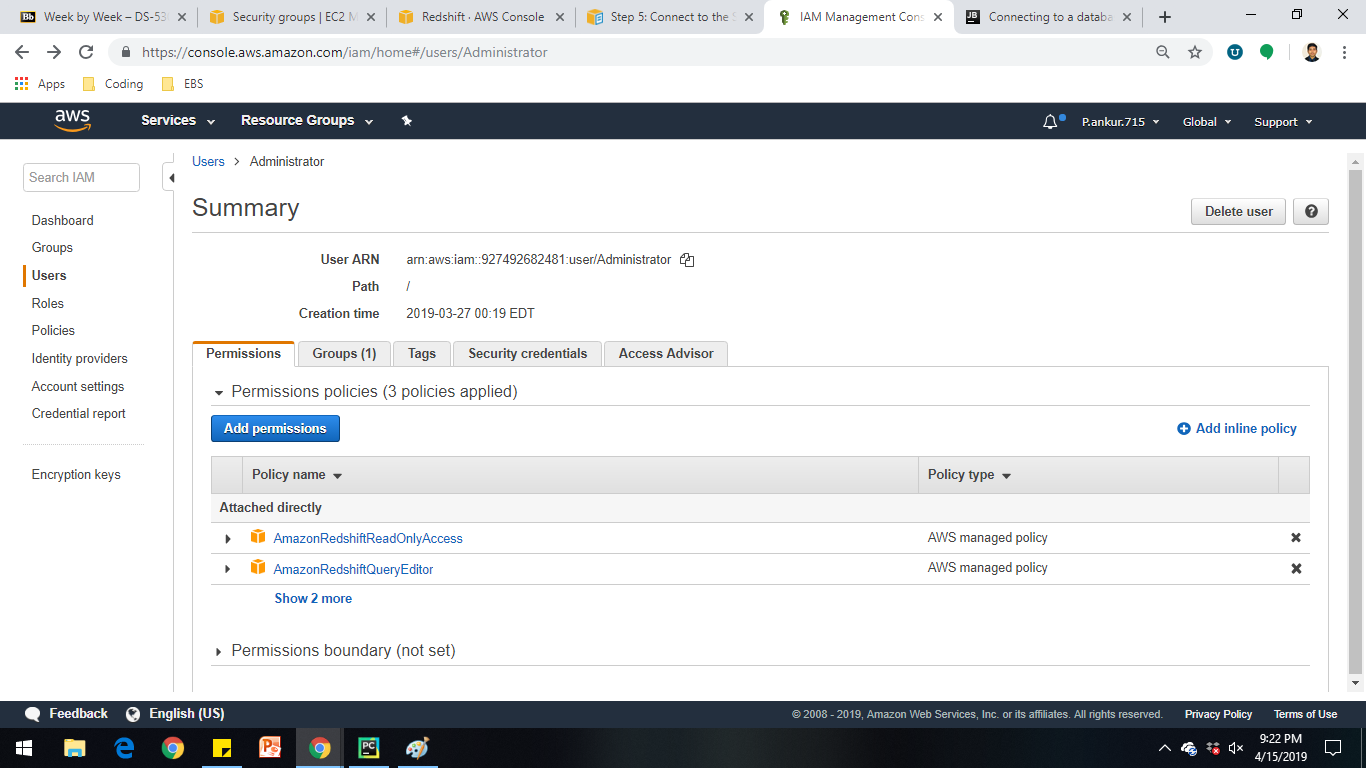 Bb Week by Week – DS-53
Security groups | EC2 M
Redshift · AWS Console
Step 5: Connect to the S
IAM Management Cons
JB Connecting to a databa
https://console.aws.amazon.com/iam/home#/users/Administrator
Apps Coding EBS
aws Services Resource Groups P.ankur.715 Global Support
Search IAM
Dashboard
Groups
Users
Roles
Policies
Identity providers
Account settings
Credential report
Encryption keys
Users > Administrator
Summary
Delete user
User ARN arn:aws:iam::927492682481:user/Administrator
Path /
Creation time 2019-03-27 00:19 EDT
Permissions Groups (1) Tags Security credentials Access Advisor
Permissions policies (3 policies applied)
Add permissions Add inline policy
Policy name Policy type
Attached directly
AmazonRedshiftReadOnlyAccess AWS managed policy
AmazonRedshiftQueryEditor AWS managed policy
Show 2 more
Permissions boundary (not set)
Feedback English (US) © 2008 - 2019, Amazon Web Services, Inc. or its affiliates. All rights reserved. Privacy Policy Terms of Use
PC
9:22 PM
4/15/2019